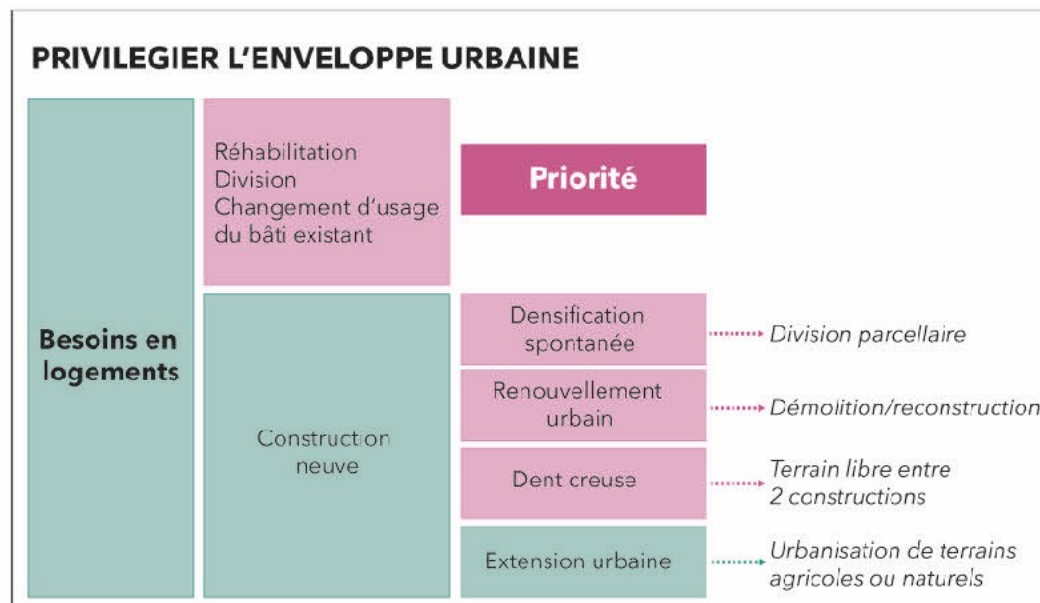 PRIVILEGIER L'ENVELOPPE URBAINE
Besoins en
logements
Réhabilitation
Division
Changement d'usage
du bâti existant
Priorité
Construction
neuve
Densification
spontanée
Division parcellaire
Renouvellement
urbain
Démolition/reconstruction
Dent creuse
Terrain libre entre
2 constructions
Extension urbaine
Urbanisation de terrains
agricoles ou naturels